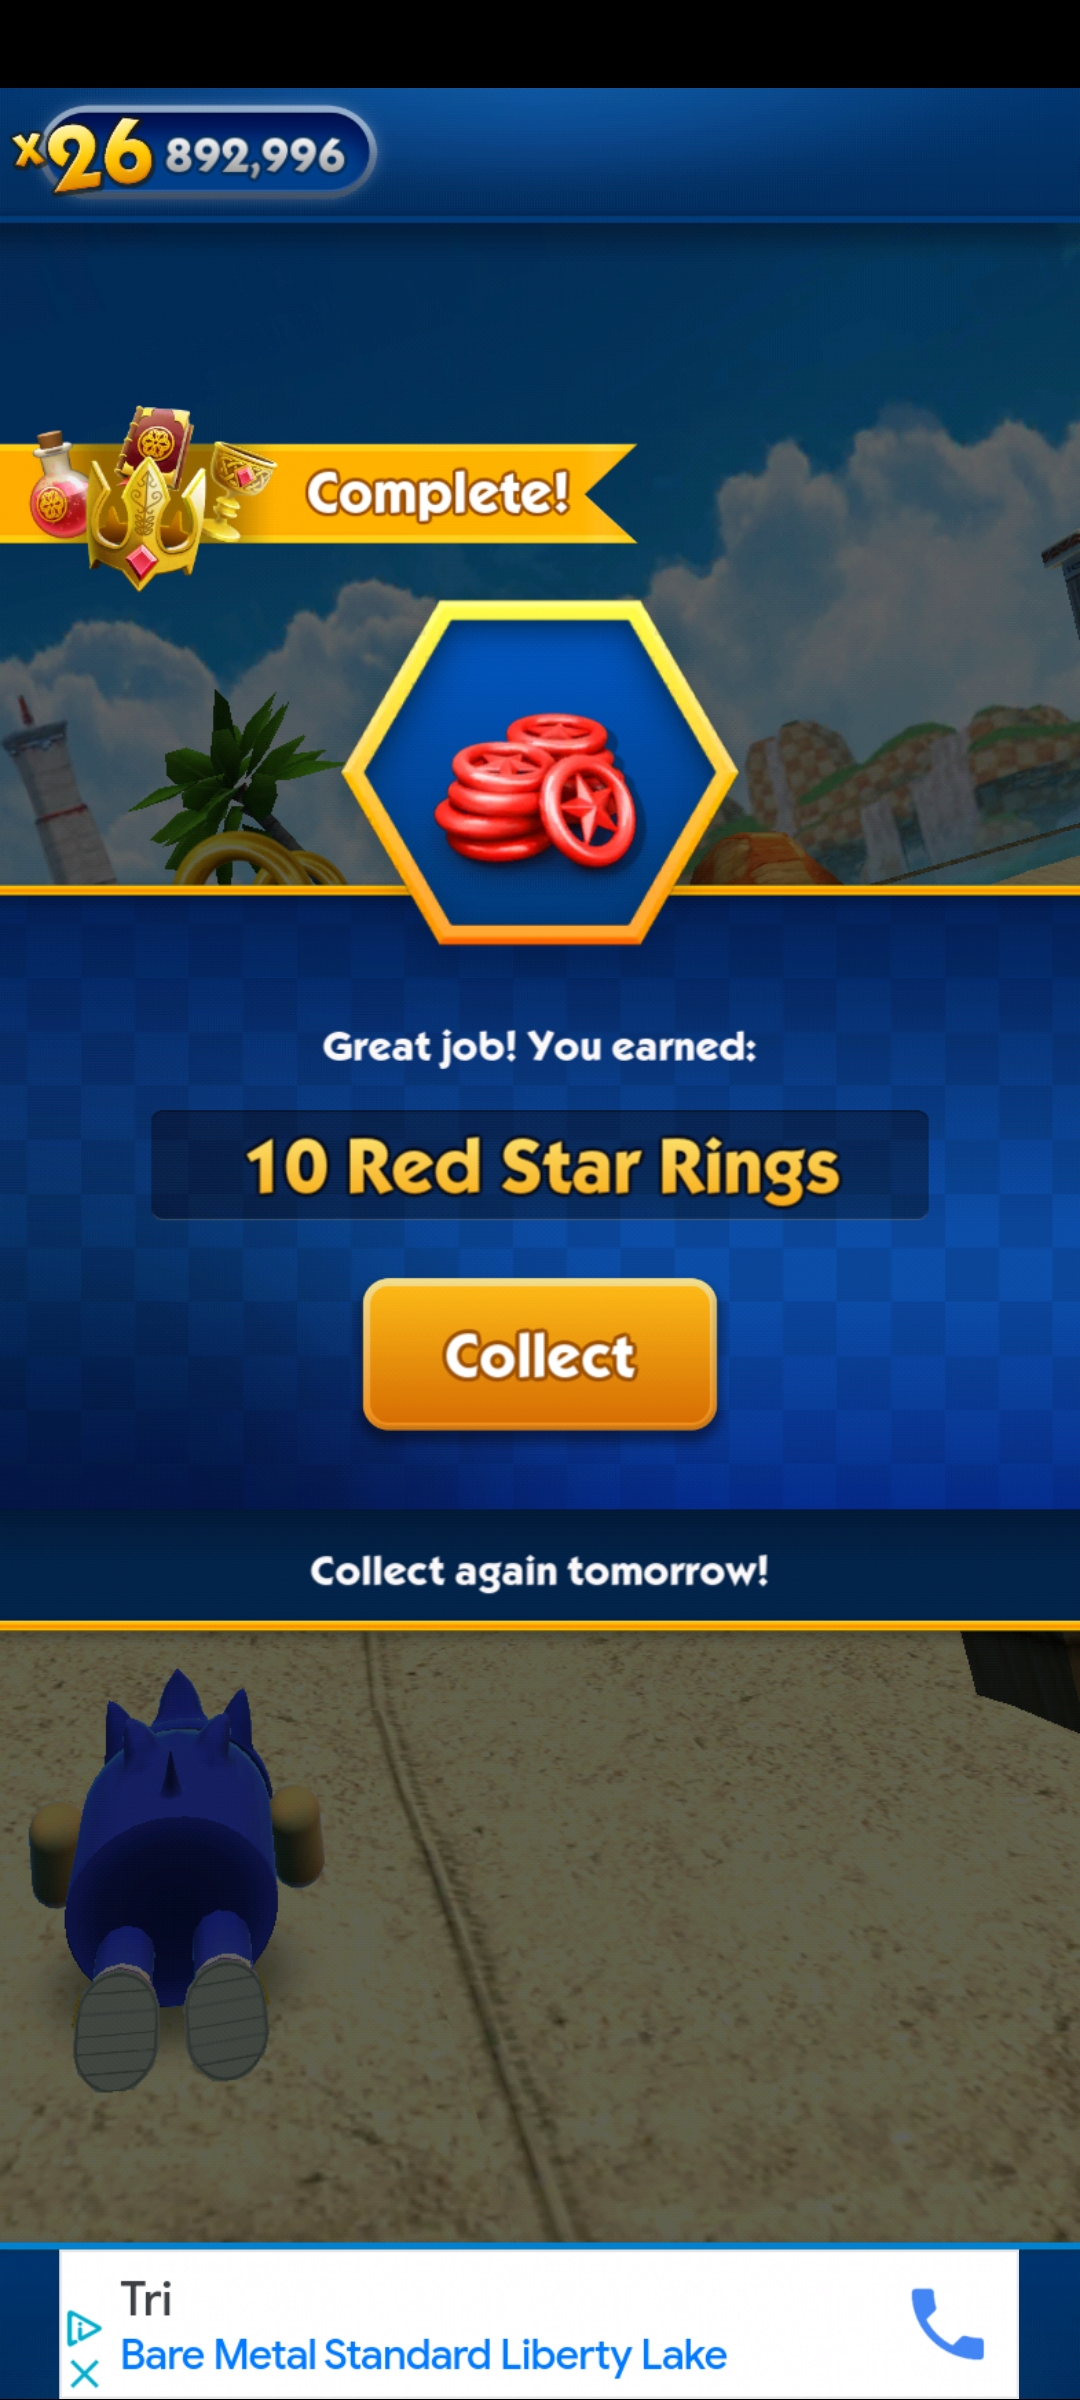 x26 892,996
Complete!
Great job! You earned:
10 Red Star Rings
Collect
Collect again tomorrow!
Tri
Bare Metal Standard Liberty Lake